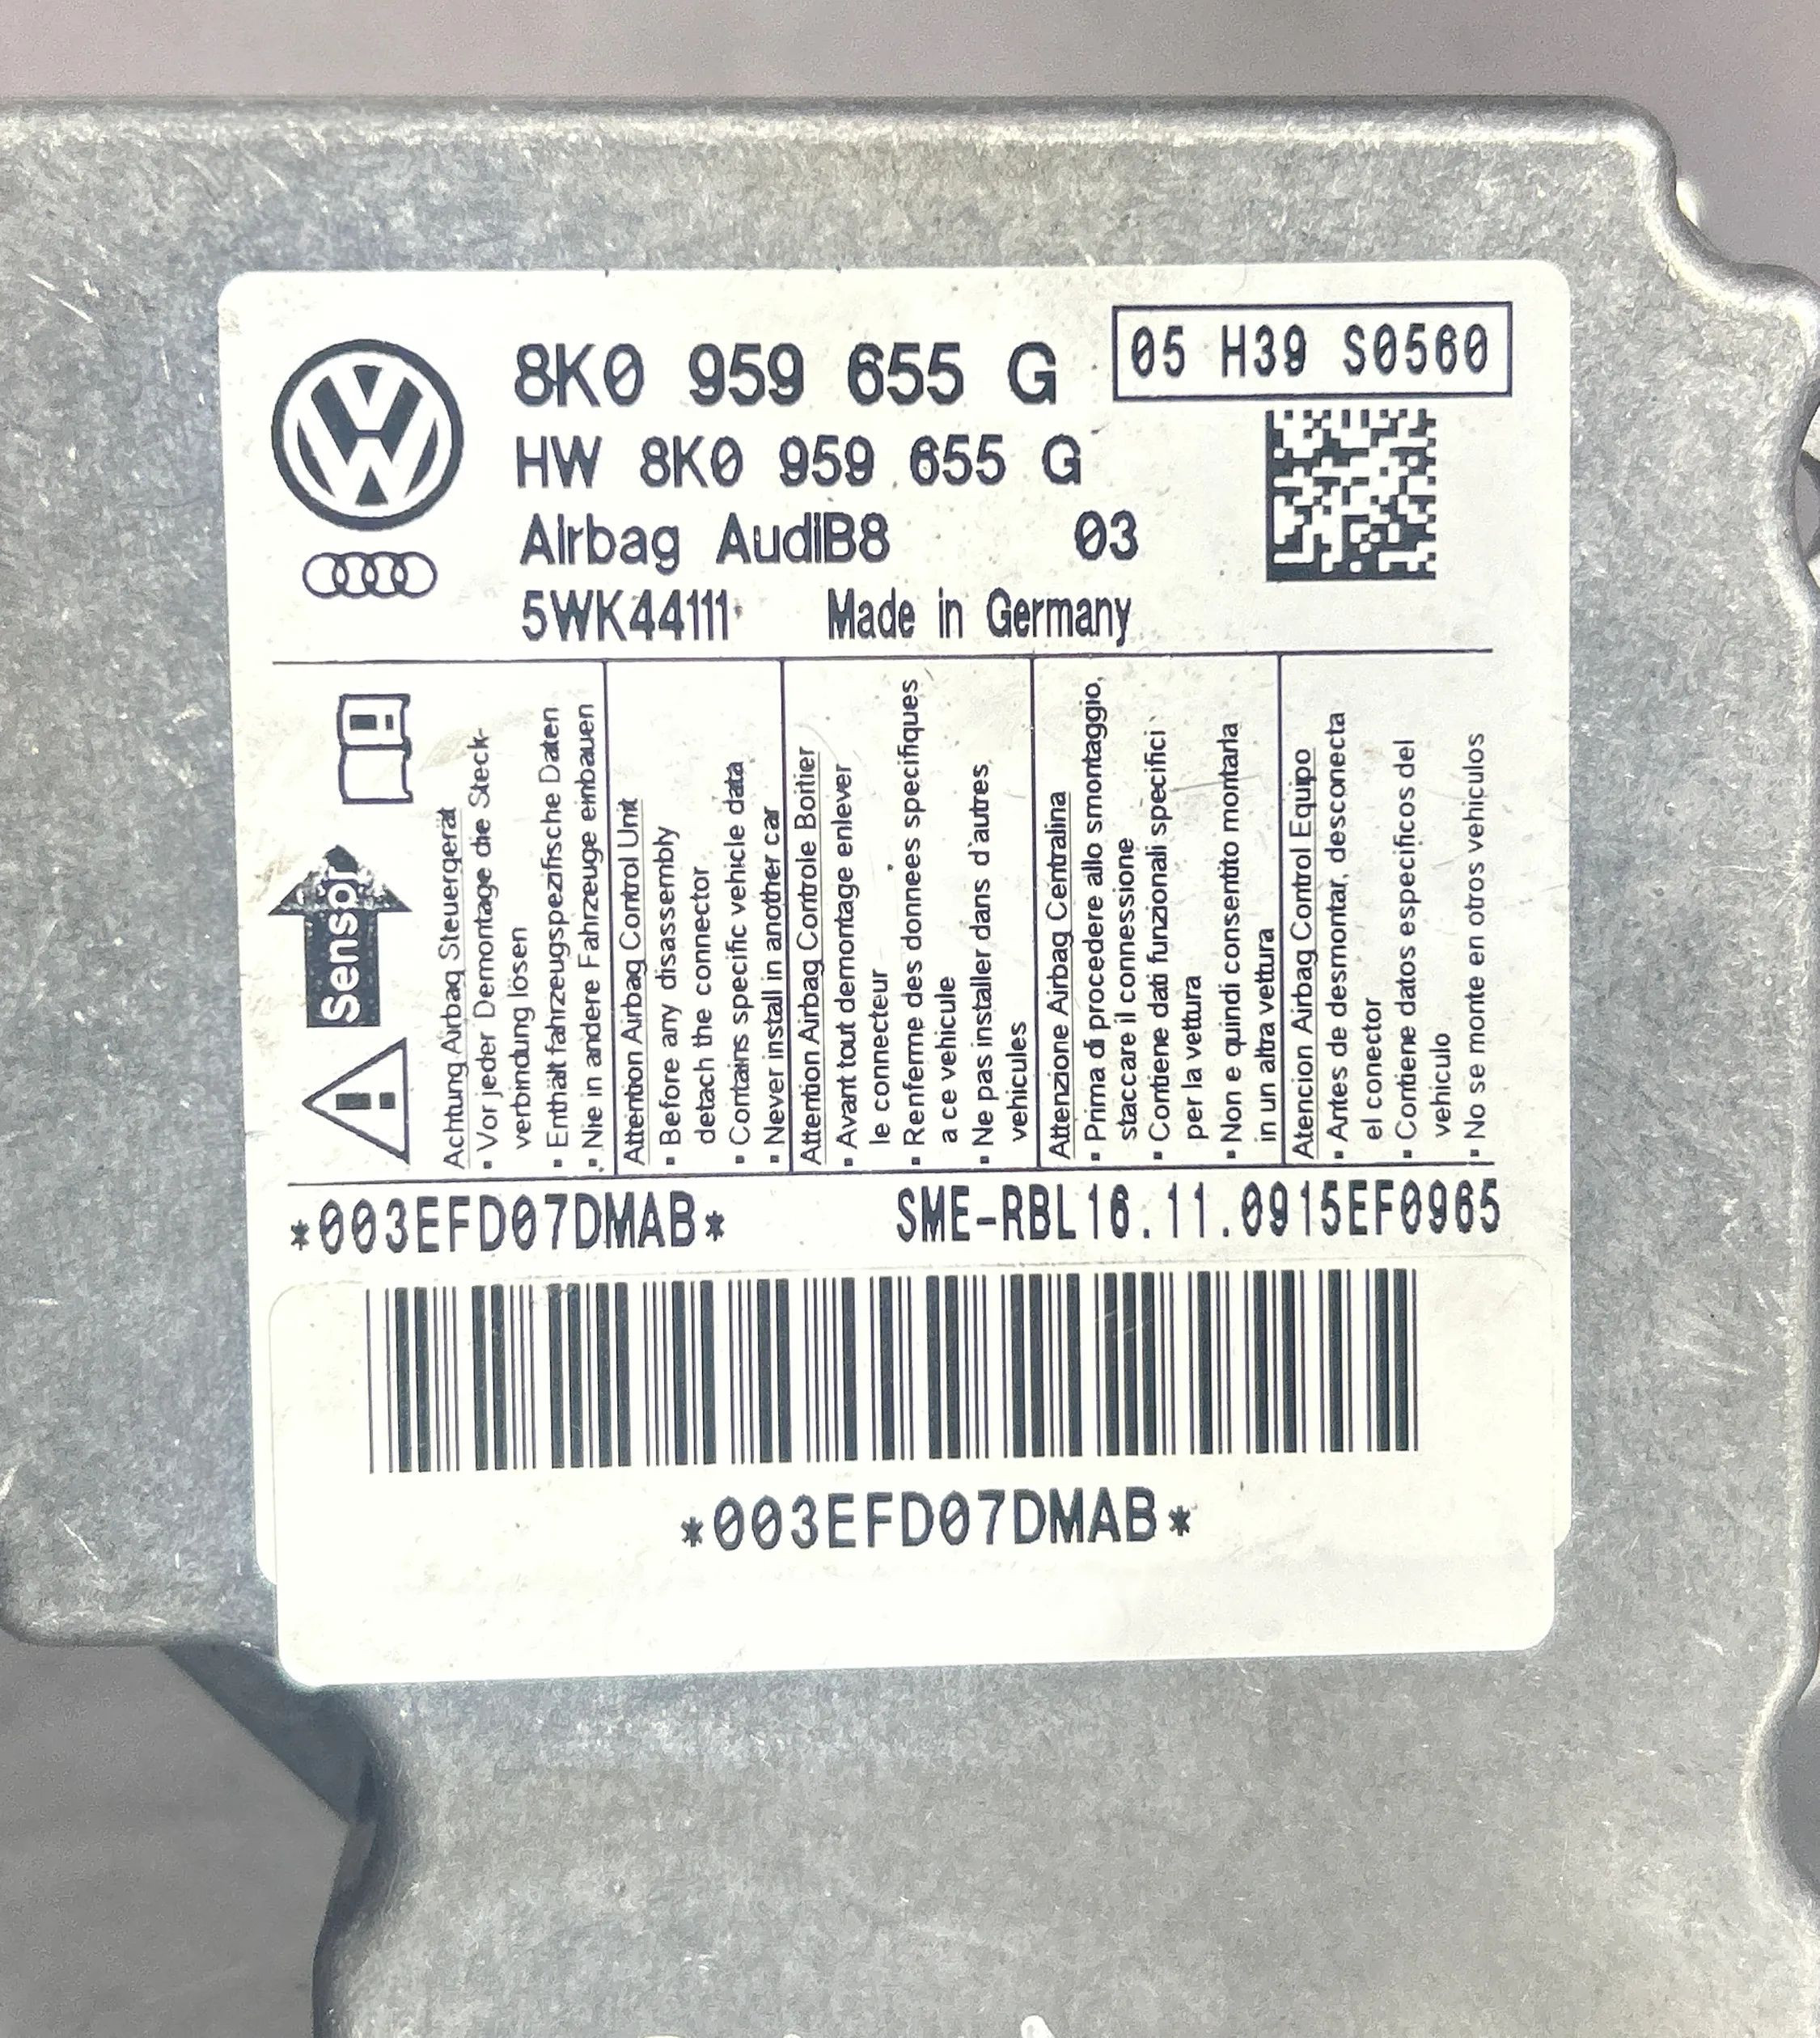 8K0 959 655 G
05 H39 S0560
HW 8K0 959 655 G
Airbag AudiB8 03
5WK44111 Made in Germany
Sensor
Achtung Airbag Steuergerät
▪ Vor jeder Demontage die Steck-
verbindung lösen
▪ Enthält fahrzeugspezifische Daten
▪ Nie in andere Fahrzeuge einbauen
Attention Airbag Control Unit
▪ Before any disassembly
detach the connector
▪ Contains specific vehicle data
▪ Never install in another car
Attention Airbag Controle Boitier
▪ Avant tout demontage enlever
le connecteur
▪ Renferme des donnees specifiques
a ce vehicule
▪ Ne pas installer dans d'autres
vehicules
Attenzione Airbag Centralina
▪ Prima di procedere allo smontaggio,
staccare il connessione
▪ Contiene dati funzionali specifici
per la vettura
▪ Non e quindi consentito montarla
in un altra vettura
Atencion Airbag Control Equipo
▪ Antes de desmontar, desconecta
el conector
▪ Contiene datos especificos del
vehiculo
▪ No se monte en otros vehiculos
*003EFD07DMAB* SME-RBL16.11.0915EF0965
*003EFD07DMAB*